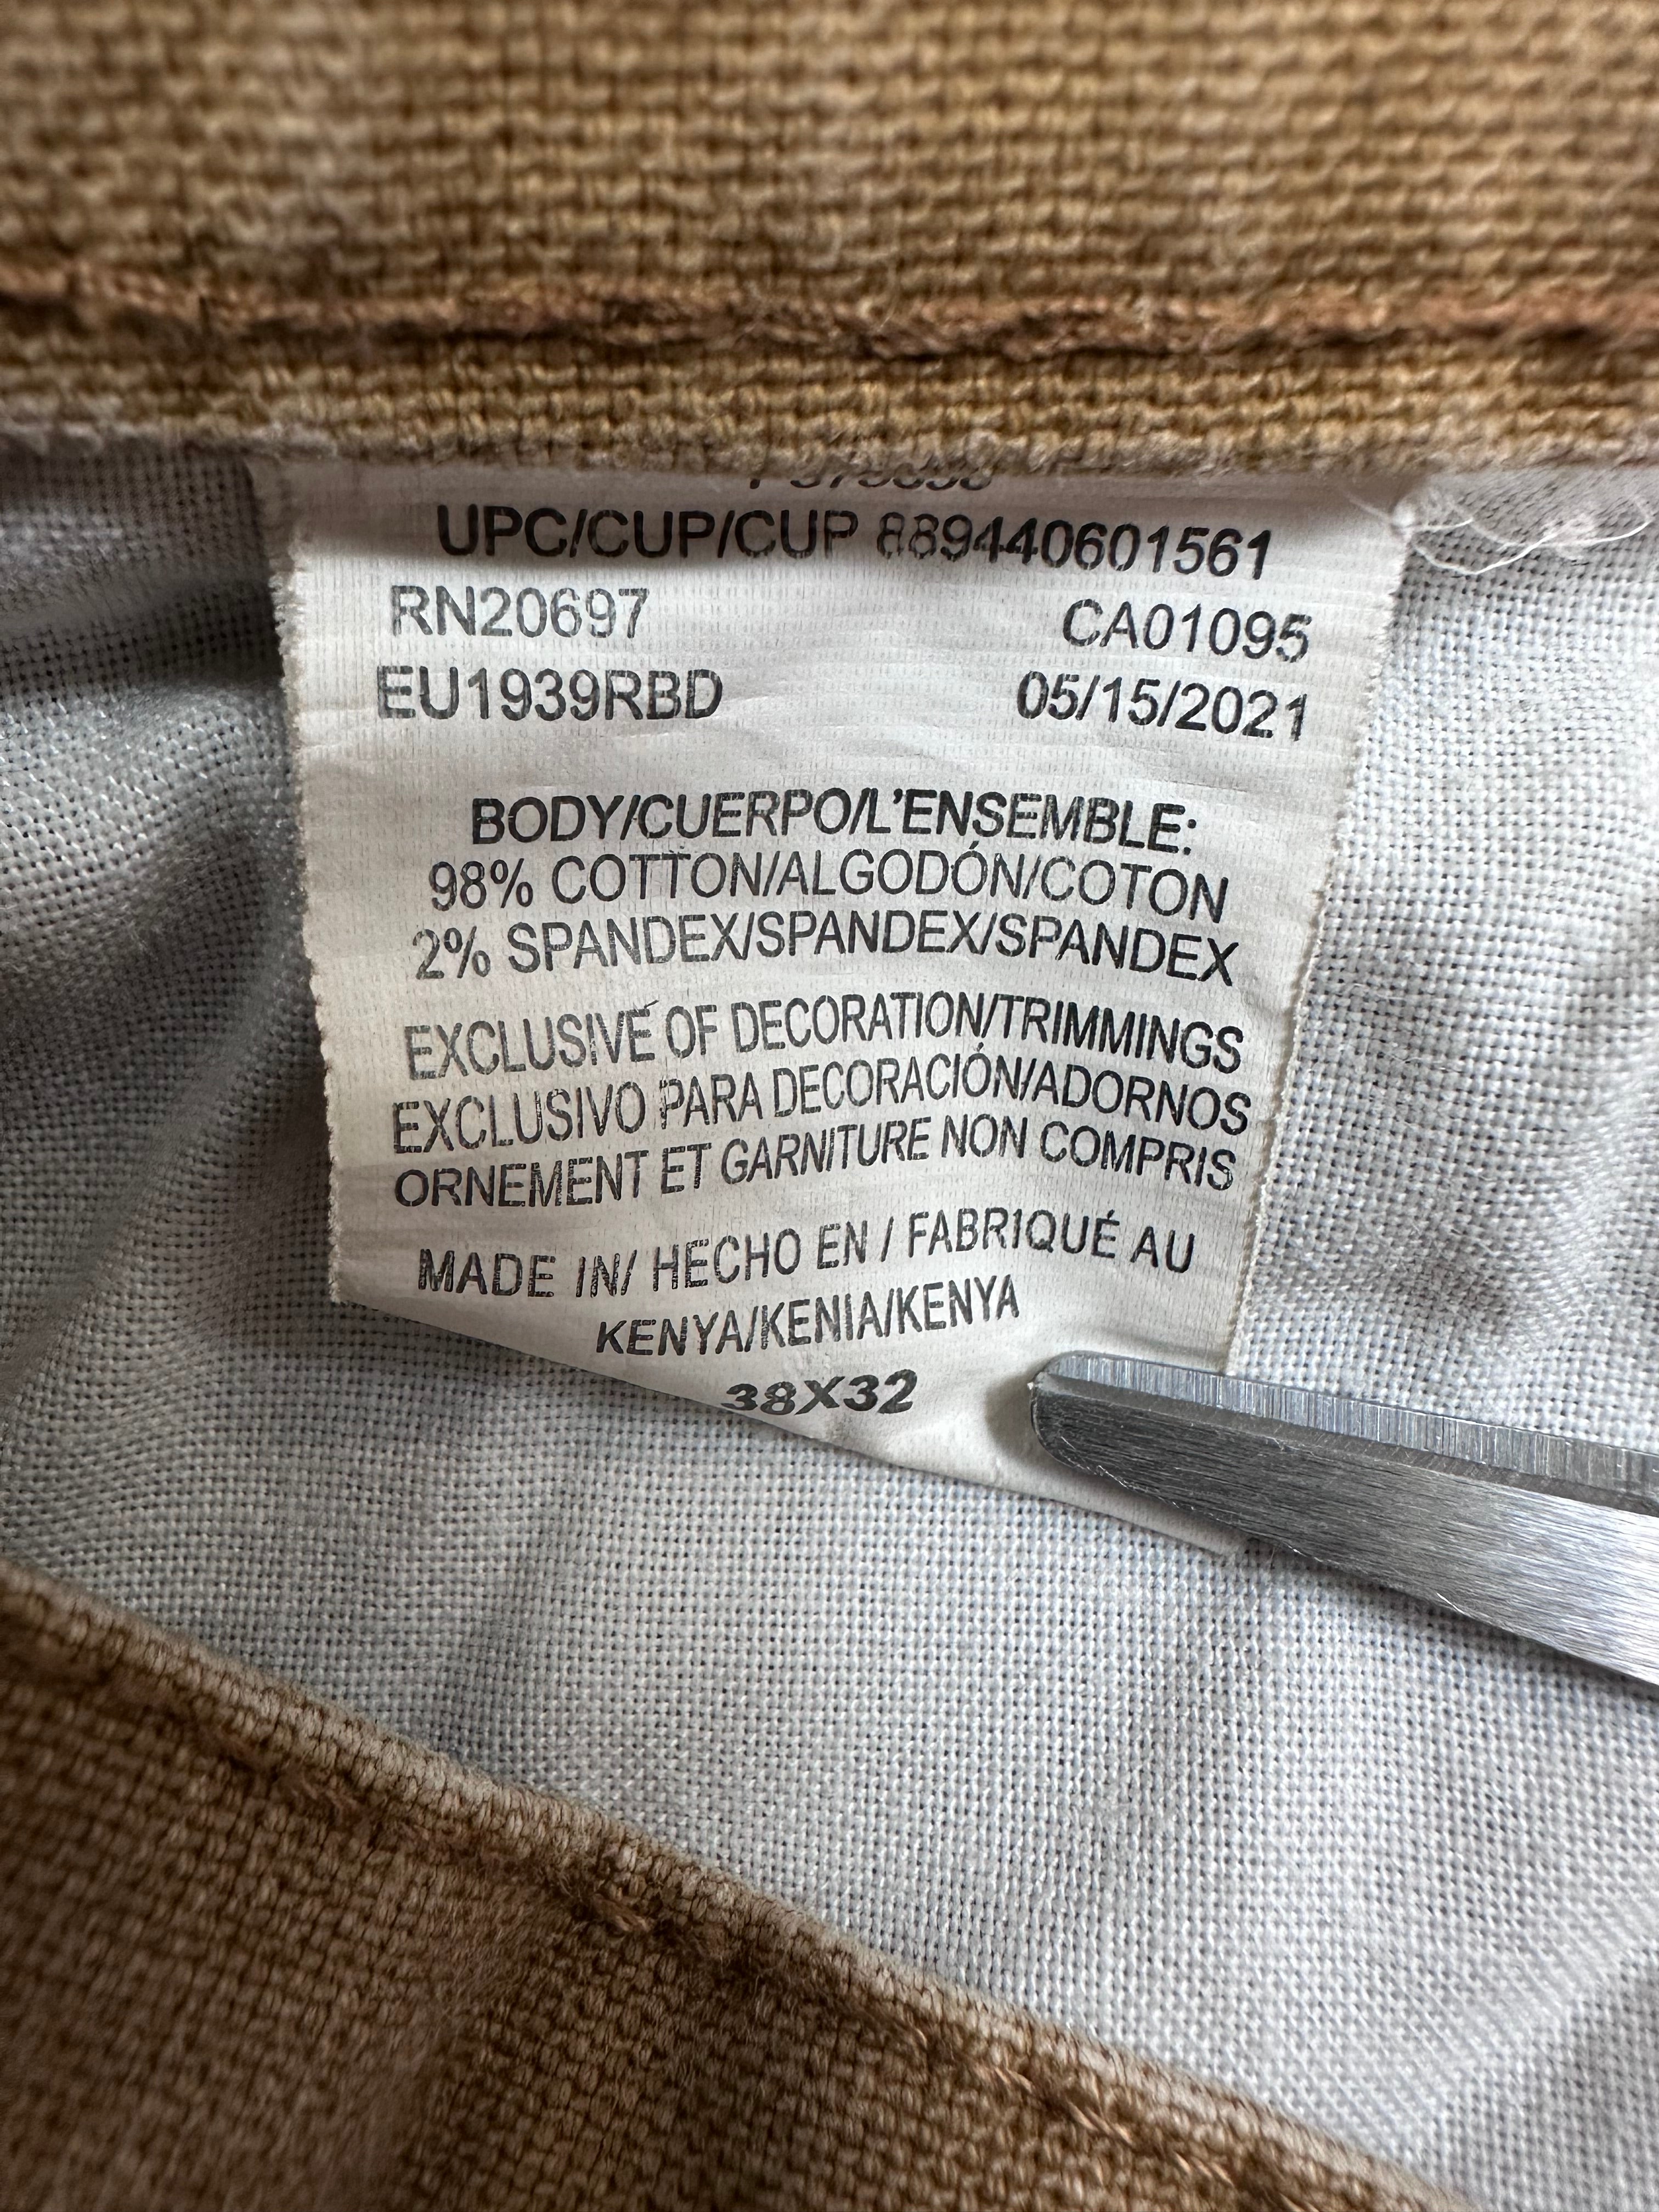 UPC/CUP/CUP 889440601561
RN20697 CA01095
EU1939RBD 05/15/2021
BODY/CUERPO/L'ENSEMBLE:
98% COTTON/ALGODÓN/COTON
2% SPANDEX/SPANDEX/SPANDEX
EXCLUSIVE OF DECORATION/TRIMMINGS
EXCLUSIVO PARA DECORACIÓN/ADORNOS
ORNEMENT ET GARNITURE NON COMPRIS
MADE IN/ HECHO EN / FABRIQUÉ AU
KENYA/KENIA/KENYA
38X32